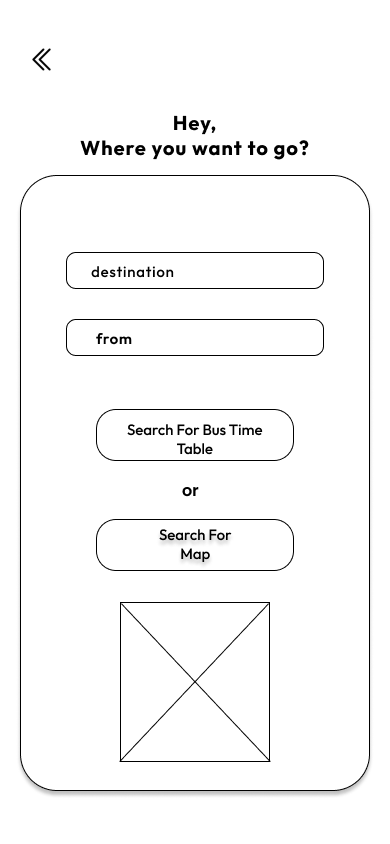 Hey,
Where you want to go?
destination
from
Search For Bus Time
Table
or
Search For
Map